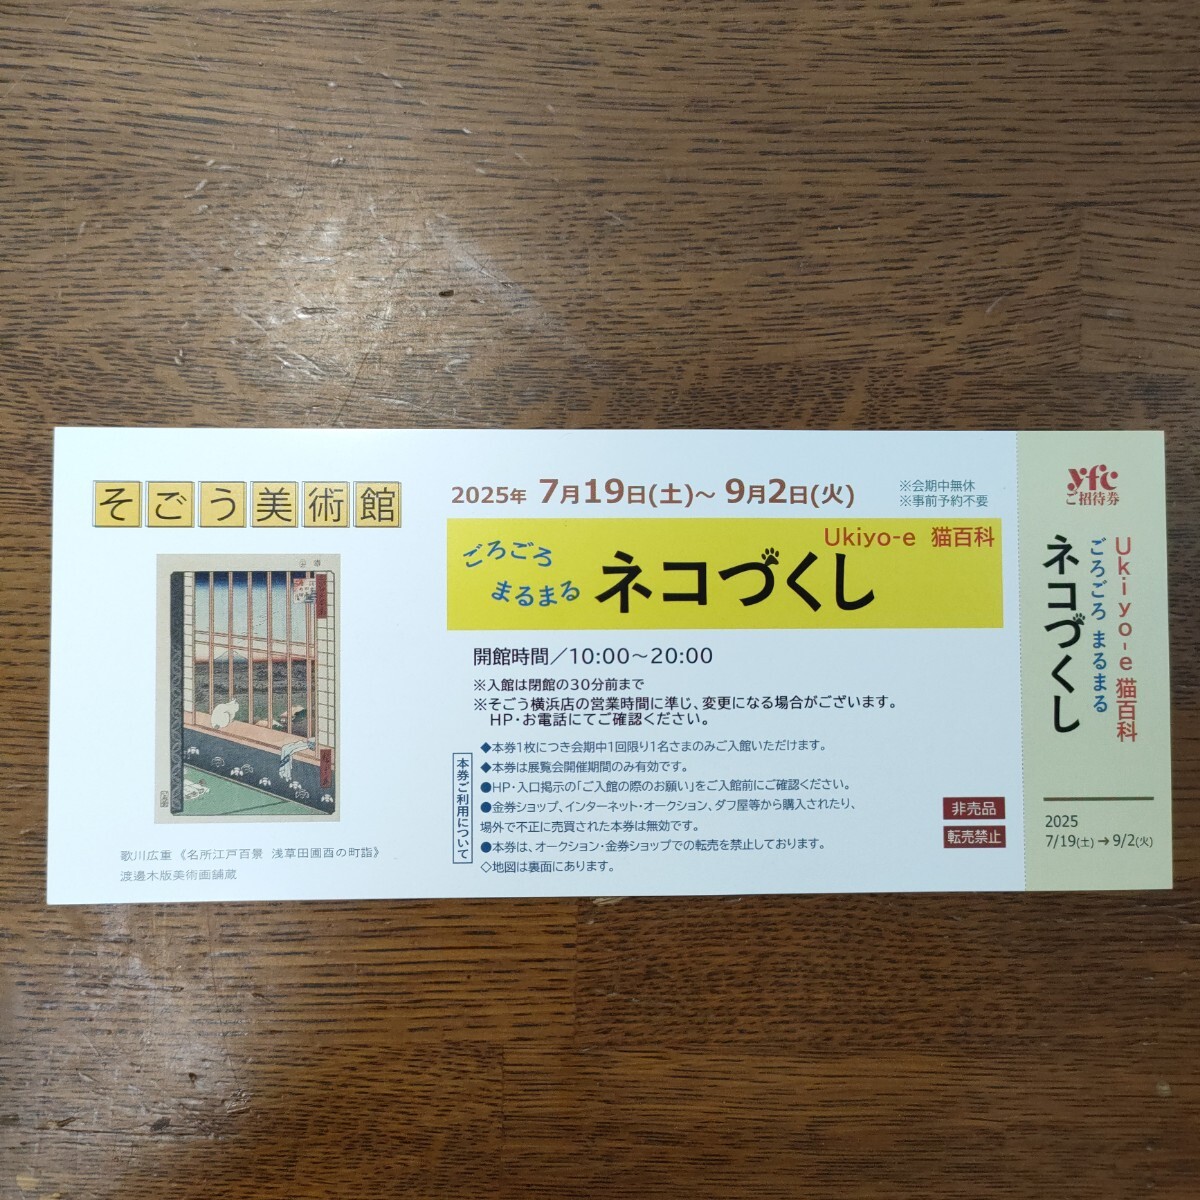 そごう美術館
歌川広重《名所江戸百景 浅草田圃酉の町詣》
渡邊木版美術画舗蔵
2025年 7月19日(土)～ 9月2日(火)
※会期中無休
※事前予約不要
Ukiyo-e 猫百科
ごろごろ
まるまる
ネコづくし
開館時間／10:00～20:00
※入館は閉館の30分前まで
※そごう横浜店の営業時間に準じ、変更になる場合がございます。
HP・お電話にてご確認ください。
本券ご利用について
◆本券1枚につき会期中1回限り1名さまのみご入館いただけます。
◆本券は展覧会開催期間のみ有効です。
●HP・入口掲示の「ご入館の際のお願い」をご入館前にご確認ください。
●金券ショップ、インターネット・オークション、ダフ屋等から購入されたり、
場外で不正に売買された本券は無効です。
●本券は、オークション・金券ショップでの転売を禁止しております。
◇地図は裏面にあります。
非売品
転売禁止
yfc
ご招待券
Ukiyo-e 猫百科
ごろごろ まるまる
ネコづくし
2025
7/19(土)→9/2(火)